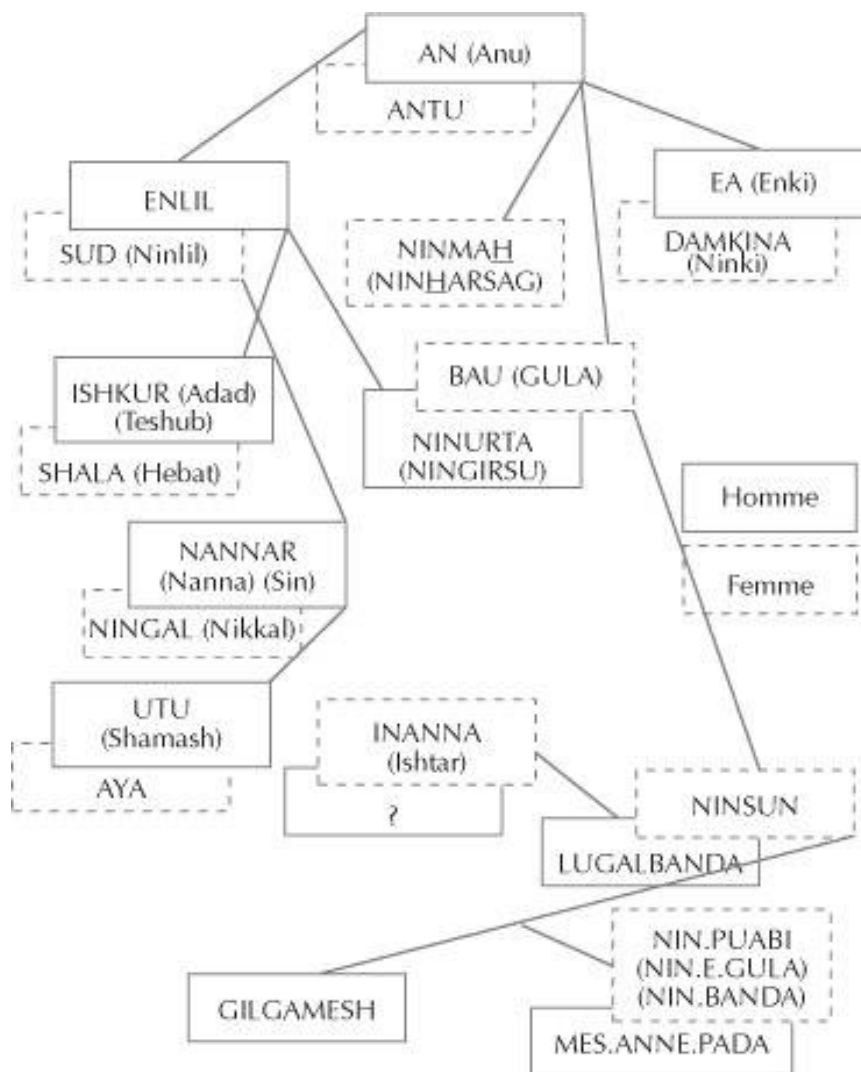 AN (Anu)
ANTU
ENLIL
SUD (Ninlil)
NINMAH
(NINHARSAG)
EA (Enki)
DAMKINA
(Ninki)
ISHKUR (Adad)
(Teshub)
SHALA (Hebat)
BAU (GULA)
NINURTA
(NINGIRSU)
Homme
Femme
NANNAR
(Nanna) (Sin)
NINGAL (Nikkal)
UTU
(Shamash)
AYA
INANNA
(Ishtar)
?
NINSUN
LUGALBANDA
NIN.PUABI
(NIN.E.GULA)
(NIN.BANDA)
GILGAMESH
MES.ANNE.PADA